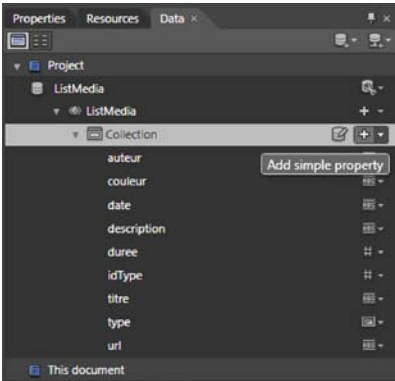 Properties Resources Data
Project
ListMedia
ListMedia
Collection
auteur
Add simple property
couleur
date
description
duree
idType
titre
type
url
This document